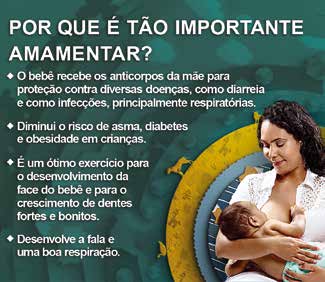 POR QUE É TÃO IMPORTANTE
AMAMENTAR?
O bebê recebe os anticorpos da mãe para
proteção contra diversas doenças, como diarreia
e como infecções, principalmente respiratórias.
Diminui o risco de asma, diabetes
e obesidade em crianças.
É um ótimo exercício para
o desenvolvimento da
face do bebê e para o
crescimento de dentes
fortes e bonitos.
Desenvolve a fala e
uma boa respiração.